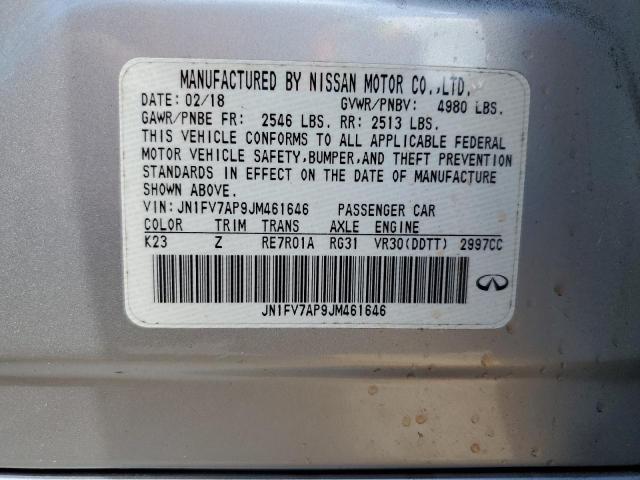 MANUFACTURED BY NISSAN MOTOR CO.,LTD.
DATE: 02/18 GVWR/PNBV: 4980 LBS.
GAWR/PNBE FR: 2546 LBS. RR: 2513 LBS.
THIS VEHICLE CONFORMS TO ALL APPLICABLE FEDERAL
MOTOR VEHICLE SAFETY,BUMPER,AND THEFT PREVENTION
STANDARDS IN EFFECT ON THE DATE OF MANUFACTURE
SHOWN ABOVE.
VIN: JN1FV7AP9JM461646 PASSENGER CAR
COLOR TRIM TRANS AXLE ENGINE
K23 Z RE7R01A RG31 VR30(DDTT) 2997CC
JN1FV7AP9JM461646